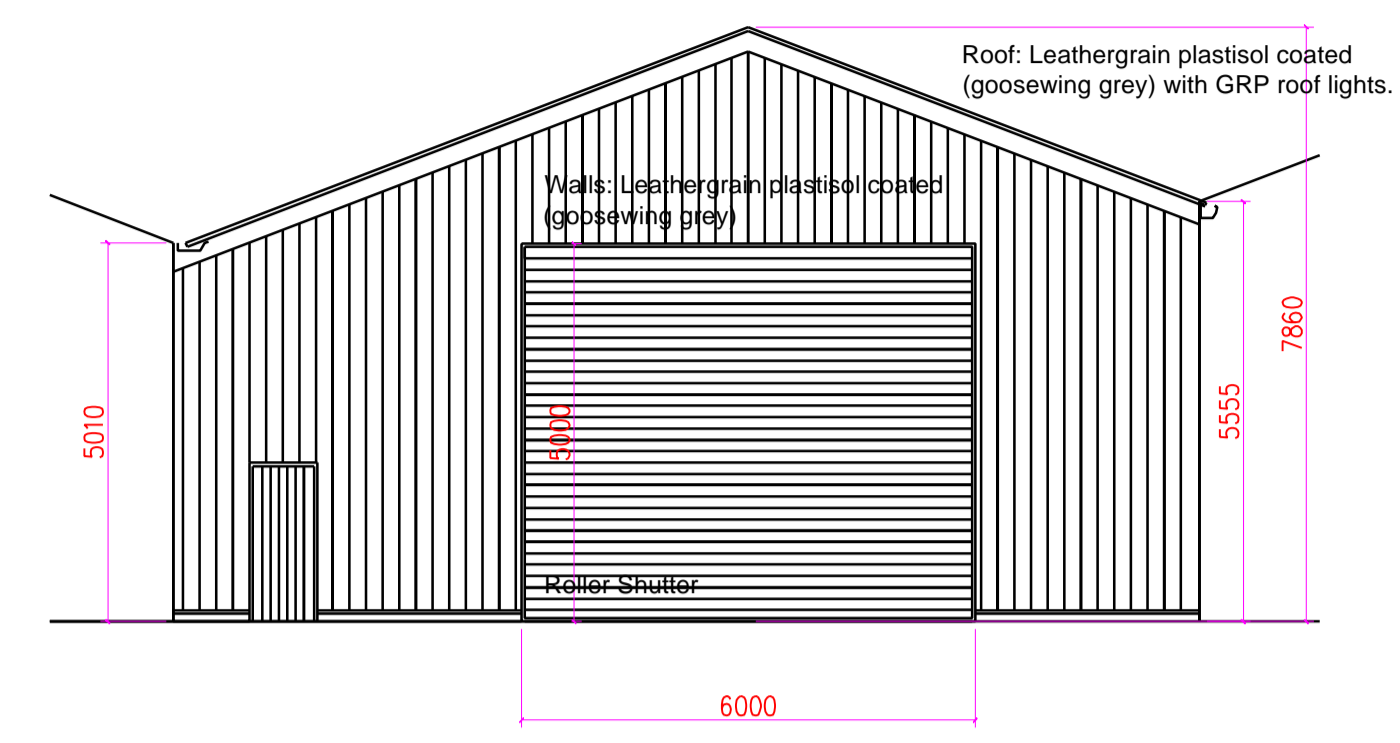 Roof: Leathergrain plastisol coated
(goosewing grey) with GRP roof lights.
Walls: Leathergrain plastisol coated
(goosewing grey)
7860
5555
5010
5000
Roller Shutter
6000